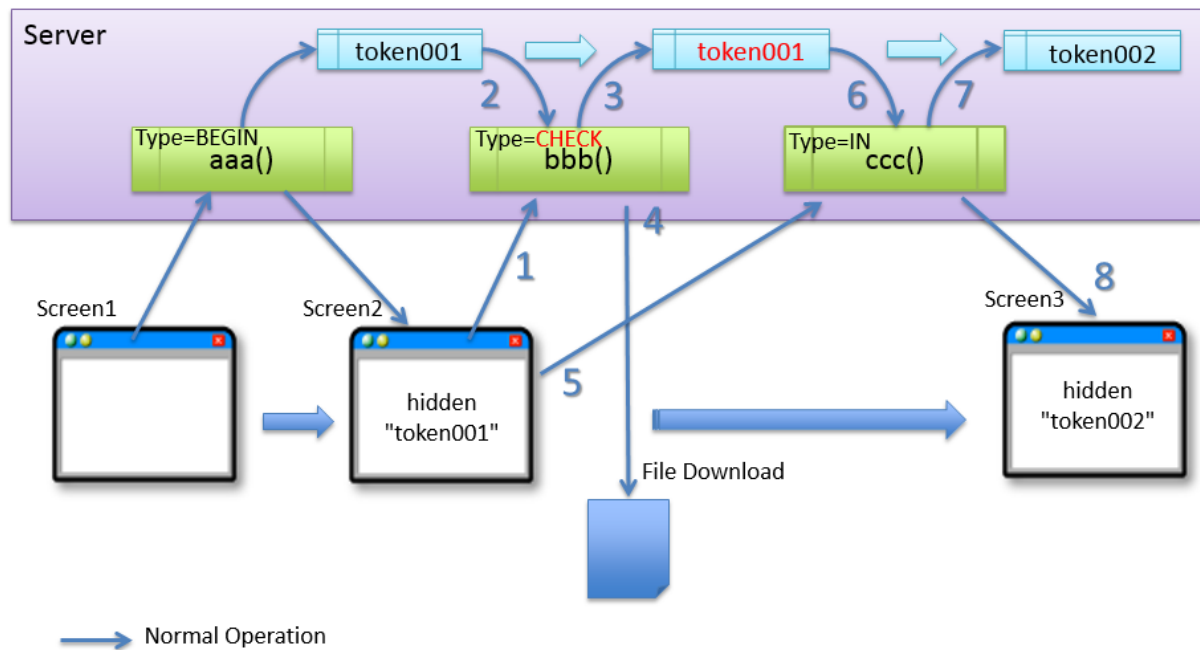 Server
token001
token001
token002
2
3
6
7
Type=BEGIN
aaa()
Type=CHECK
bbb()
Type=IN
ccc()
4
1
8
Screen1
Screen2
Screen3
5
hidden
"token001"
hidden
"token002"
File Download
Normal Operation